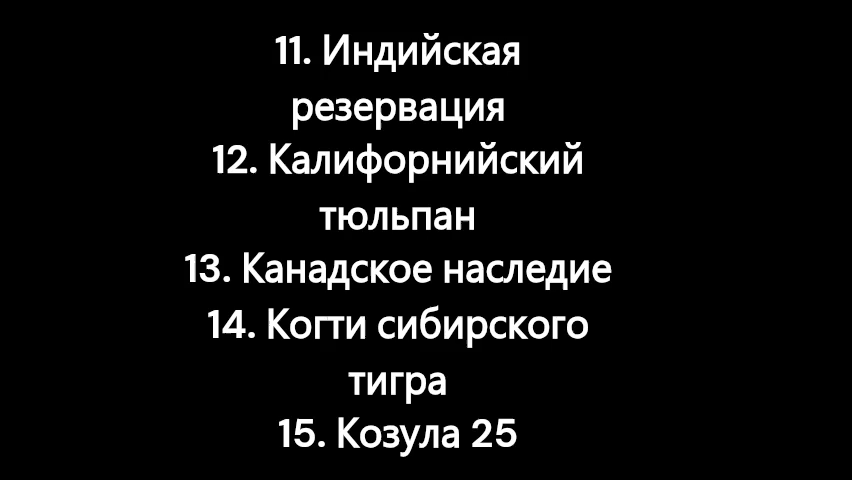 11. Индийская
резервация
12. Калифорнийский
тюльпан
13. Канадское наследие
14. Когти сибирского
тигра
15. Козула 25